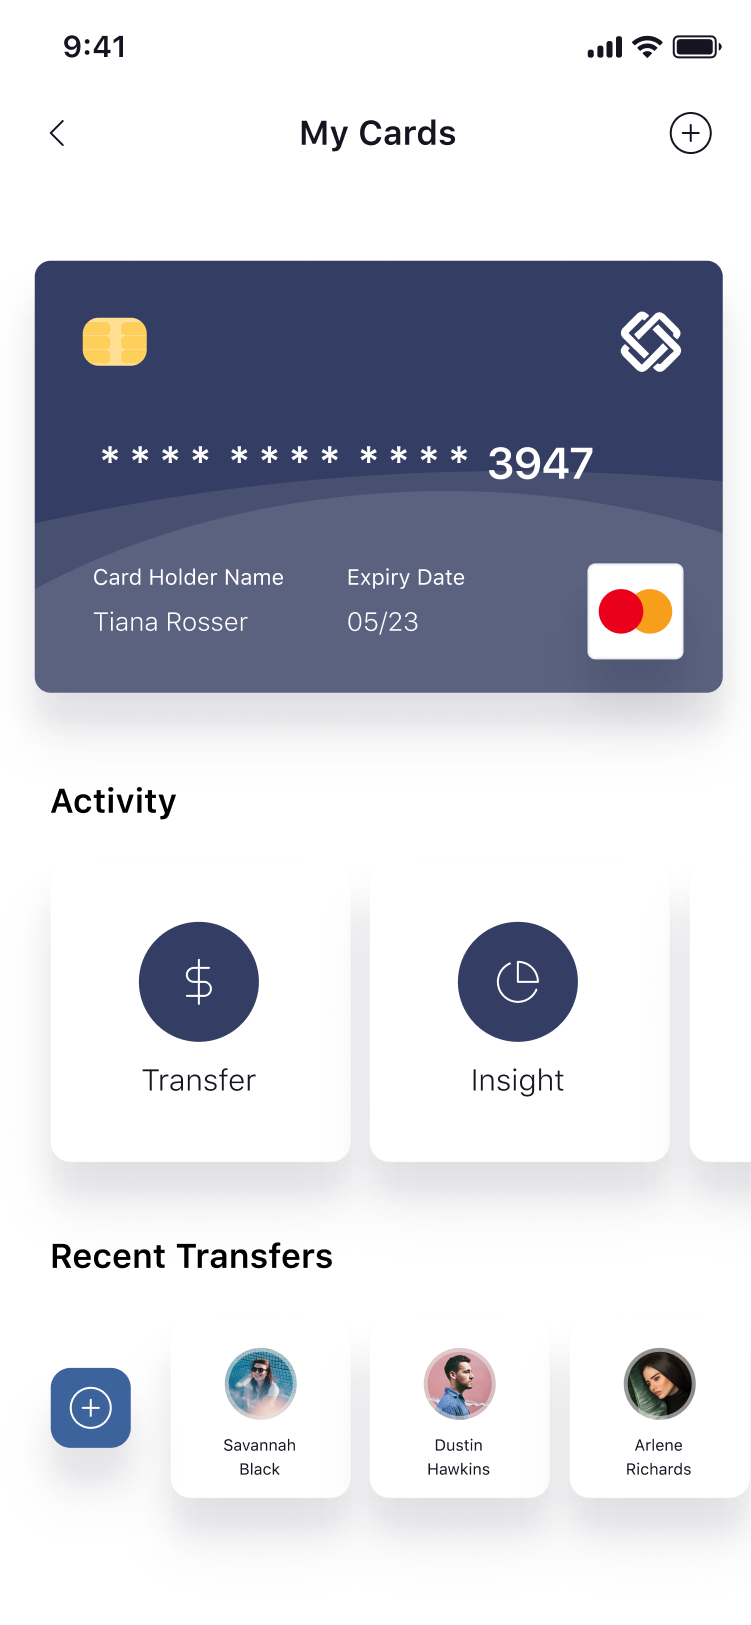 9:41
My Cards
**** **** **** 3947
Card Holder Name
Expiry Date
Tiana Rosser
05/23
Activity
Transfer
Insight
Recent Transfers
Savannah
Black
Dustin
Hawkins
Arlene
Richards